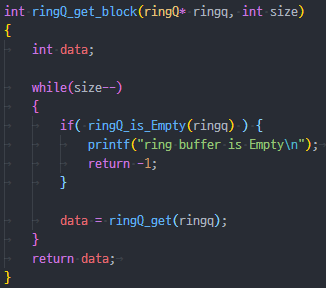 int ringQ_get_block(ringQ* ringq, int size)
{
    int data;

    while(size--)
    {
        if( ringQ_is_Empty(ringq) ) {
            printf("ring buffer is Empty\n");
            return -1;
        }

        data = ringQ_get(ringq);
    }
    return data;
}